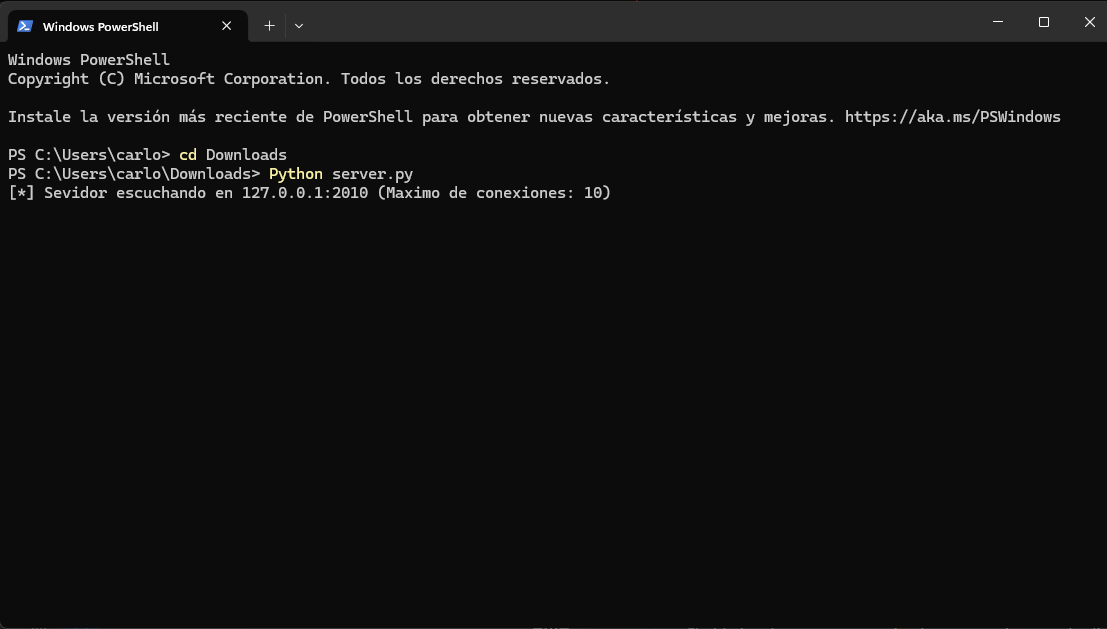 Windows PowerShell
Windows PowerShell
Copyright (C) Microsoft Corporation. Todos los derechos reservados.
Instale la versión más reciente de PowerShell para obtener nuevas características y mejoras. https://aka.ms/PSWindows
PS C:\Users\carlo> cd Downloads
PS C:\Users\carlo\Downloads> Python server.py
[*] Sevidor escuchando en 127.0.0.1:2010 (Maximo de conexiones: 10)